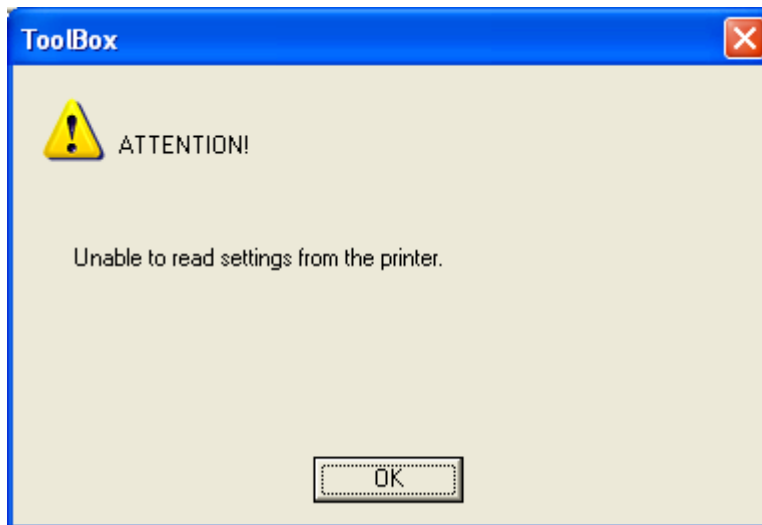 ToolBox
ATTENTION!
Unable to read settings from the printer.
OK